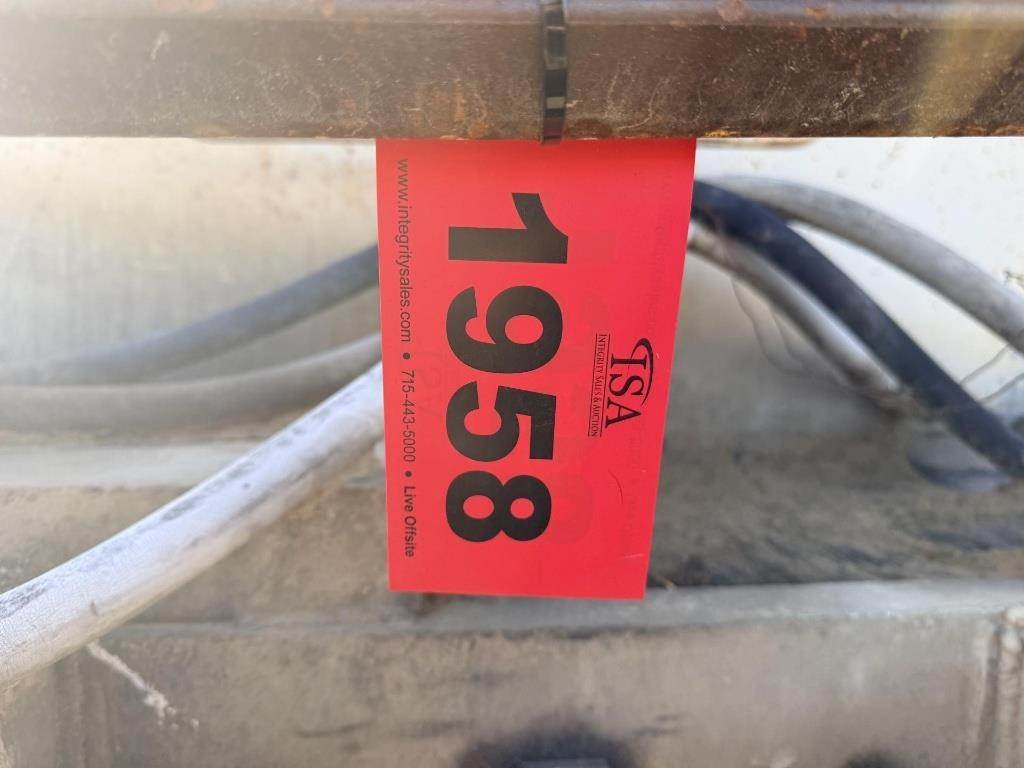 ISA
INTEGRITY SALES & AUCTION
1958
www.integritysales.com • 715-443-5000 • Live Offsite